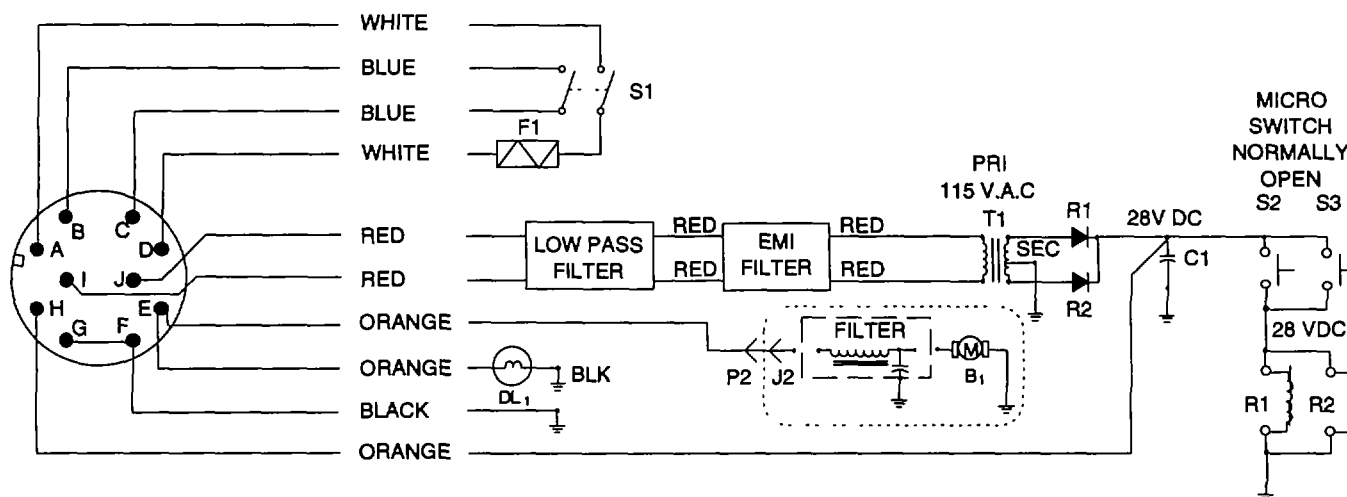 WHITE
BLUE
S1
BLUE
F1
WHITE
MICRO
SWITCH
NORMALLY
OPEN
S2 S3
PRI
115 V.A.C
T1
R1
28V DC
B
C
A
D
RED
LOW PASS
FILTER
RED
RED
EMI
FILTER
RED
RED
SEC
C1
I
J
RED
R2
H
E
G
F
ORANGE
FILTER
28 VDC
ORANGE
DL1
BLK
P2
J2
M
B1
R1
R2
BLACK
ORANGE